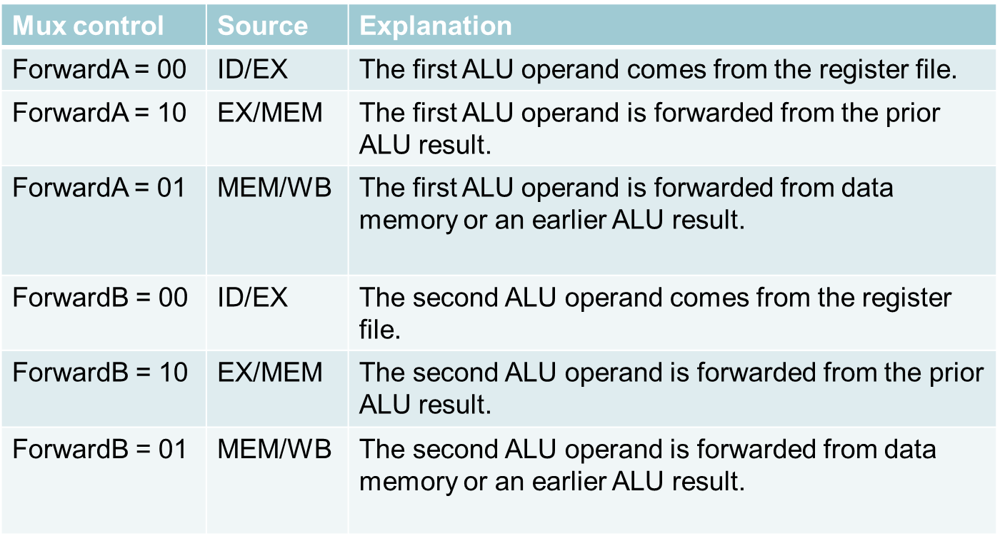 Mux control Source Explanation
ForwardA = 00 ID/EX The first ALU operand comes from the register file.
ForwardA = 10 EX/MEM The first ALU operand is forwarded from the prior
ALU result.
ForwardA = 01 MEM/WB The first ALU operand is forwarded from data
memory or an earlier ALU result.
ForwardB = 00 ID/EX The second ALU operand comes from the register
file.
ForwardB = 10 EX/MEM The second ALU operand is forwarded from the prior
ALU result.
ForwardB = 01 MEM/WB The second ALU operand is forwarded from data
memory or an earlier ALU result.